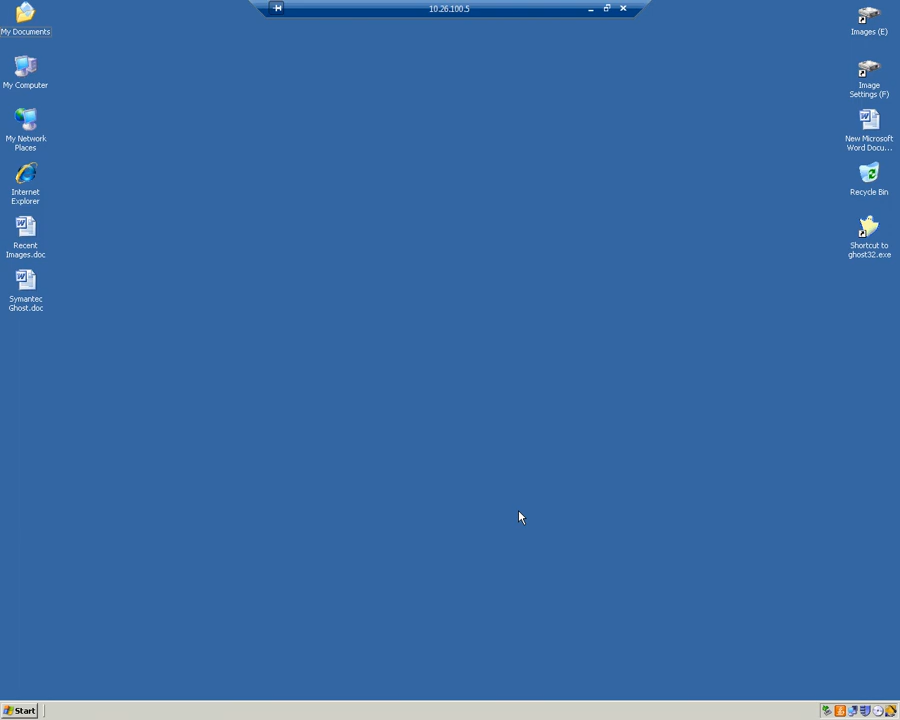 10.26.100.5
My Documents
My Computer
My Network
Places
Internet
Explorer
Recent
Images.doc
Symantec
Ghost.doc
Images (E)
Image
Settings (F)
New Microsoft
Word Docu...
Recycle Bin
Shortcut to
ghost32.exe
Start